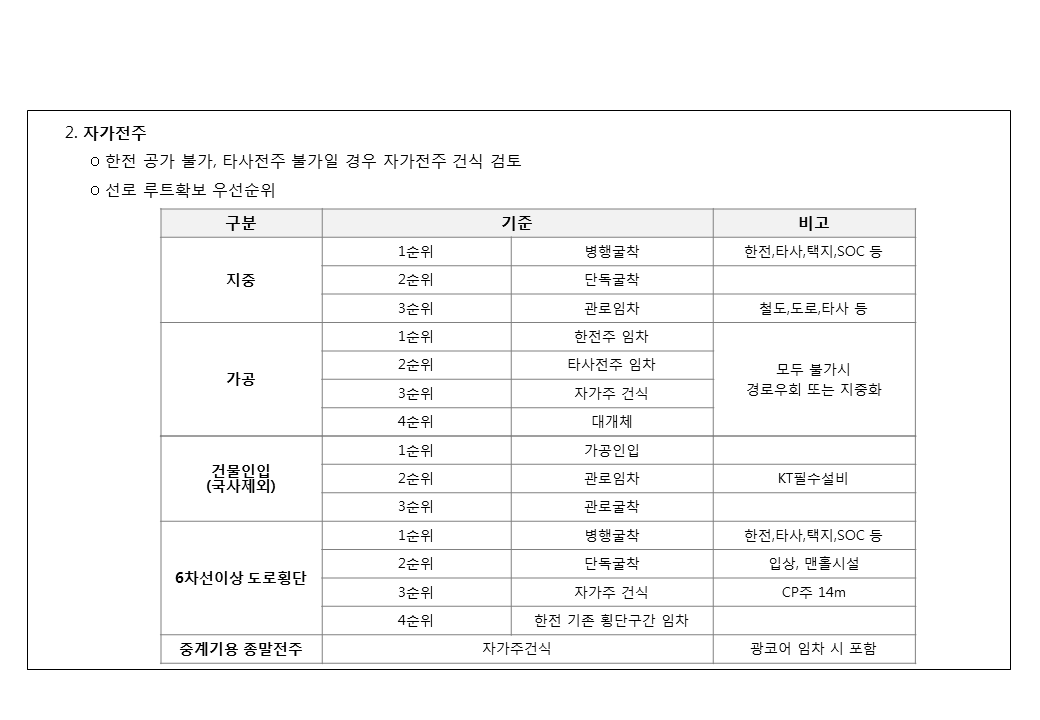 2. 자가전주
o 한전 공가 불가, 타사전주 불가일 경우 자가전주 건식 검토
o 선로 루트확보 우선순위
구분 기준 비고
지중
1순위 병행굴착 한전,타사,택지,SOC 등
2순위 단독굴착
3순위 관로임차 철도,도로,타사 등
가공
1순위 한전주 임차
2순위 타사전주 임차
3순위 자가주 건식
4순위 대개체
모두 불가시
경로우회 또는 지중화
건물인입
(국사제외)
1순위 가공인입
2순위 관로임차 KT필수설비
3순위 관로굴착
6차선이상 도로횡단
1순위 병행굴착 한전,타사,택지,SOC 등
2순위 단독굴착 입상, 맨홀시설
3순위 자가주 건식 CP주 14m
4순위 한전 기존 횡단구간 임차
중계기용 종말전주 자가주건식 광코어 임차 시 포함